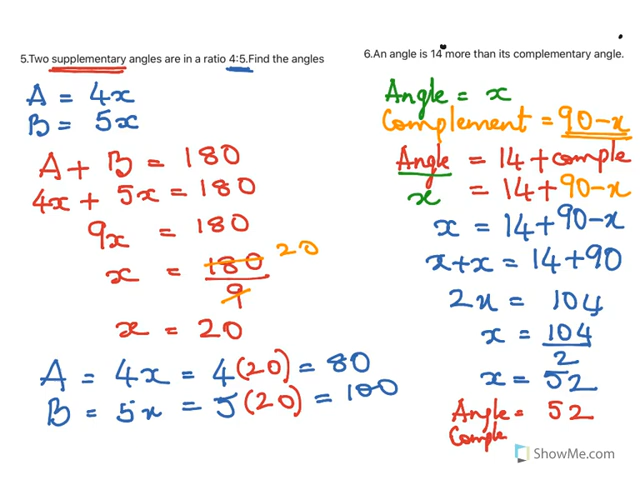 5.Two supplementary angles are in a ratio 4:5.Find the angles
A = 4x
B = 5x
A + B = 180
4x + 5x = 180
9x = 180
x = 180/9 20
x = 20
A = 4x = 4(20) = 80
B = 5x = 5(20) = 100
6.An angle is 14° more than its complementary angle.
Angle = x
Complement = 90-x
Angle = 14 + comple
x = 14 + 90-x
x = 14 + 90-x
x+x = 14+90
2x = 104
x = 104/2
x = 52
Angle = 52
Comple
ShowMe.com